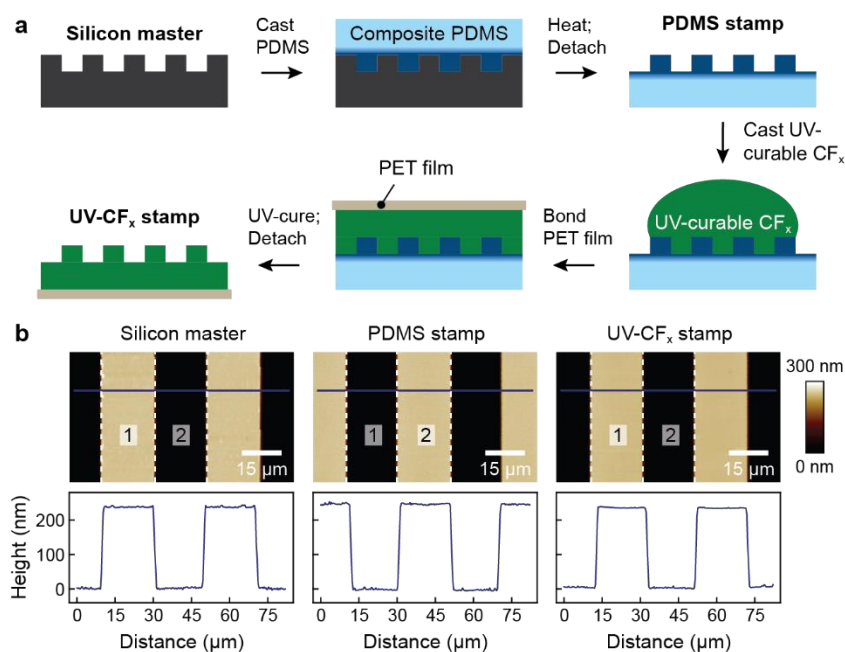 a
Silicon master
Cast
PDMS
Composite PDMS
Heat;
Detach
PDMS stamp
Cast UV-
curable CFₓ
UV-curable CFₓ
Bond
PET film
PET film
UV-cure;
Detach
UV-CFₓ stamp
b
Silicon master
PDMS stamp
UV-CFₓ stamp
1
2
15 µm
1
2
15 µm
1
2
15 µm
300 nm
0 nm
Height (nm)
200
100
0
0 15 30 45 60 75
0 15 30 45 60 75
0 15 30 45 60 75
Distance (µm)
Distance (µm)
Distance (µm)